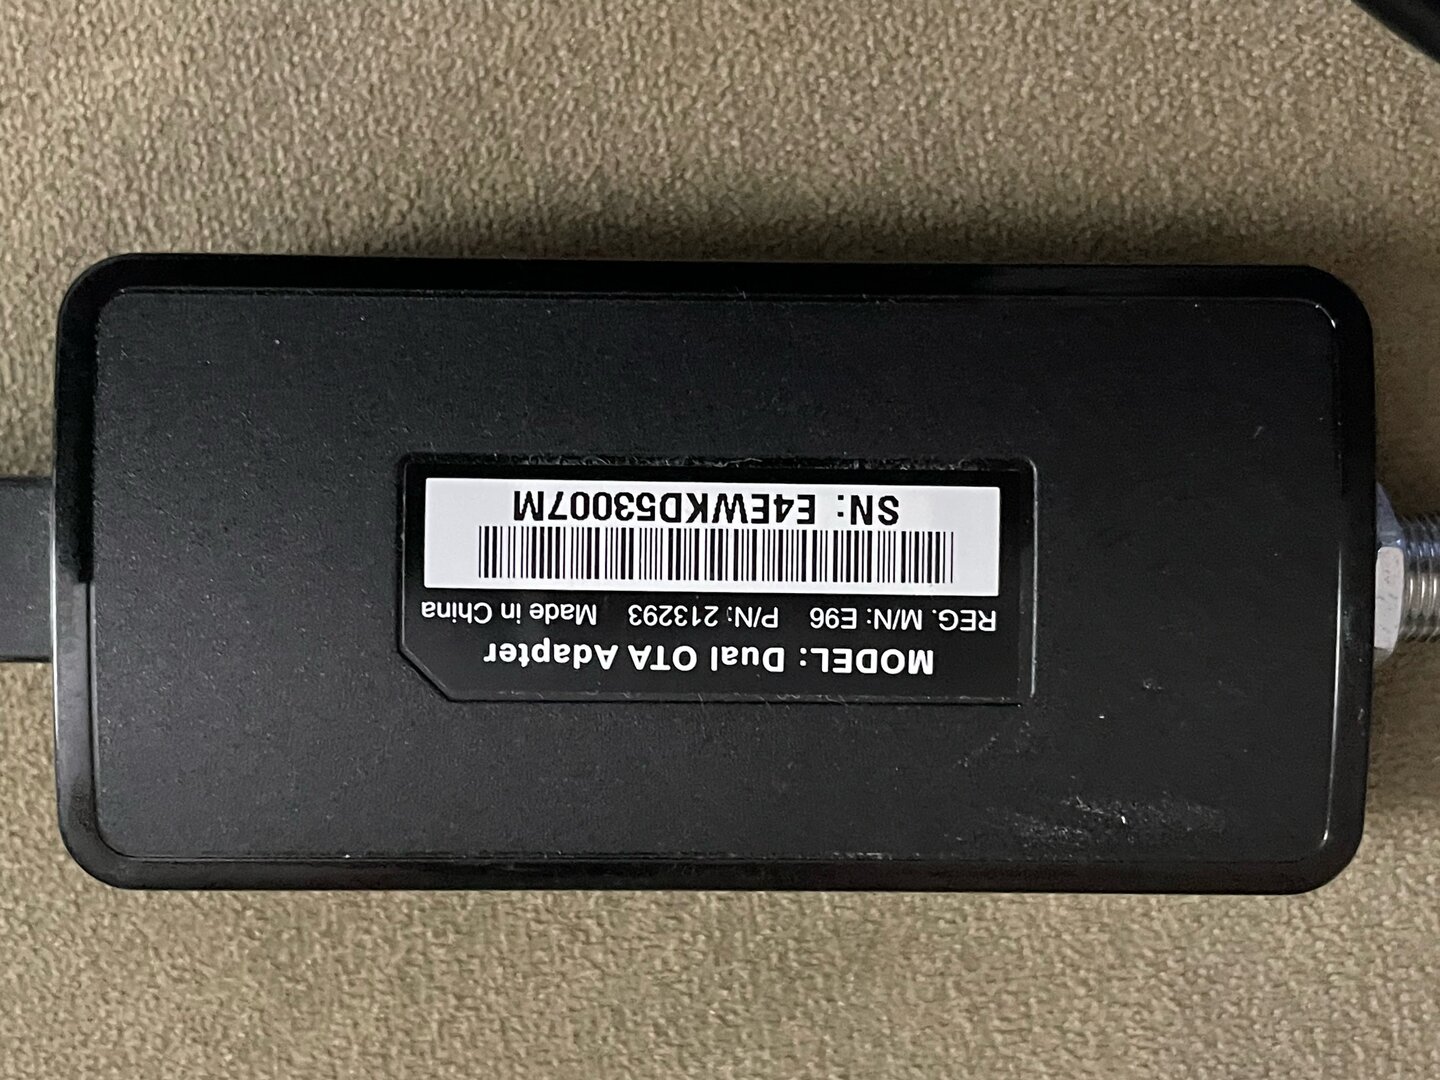 MODEL: Dual OTA Adapter
REG. M/N: E96 P/N: 213293 Made in China
SN: E4EWKD53007M